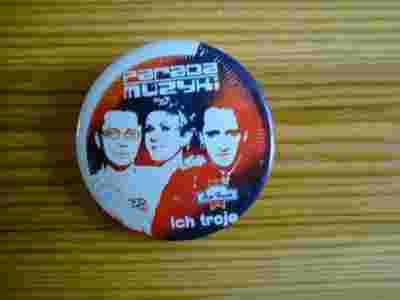 Parada
Muzyki
ich troje